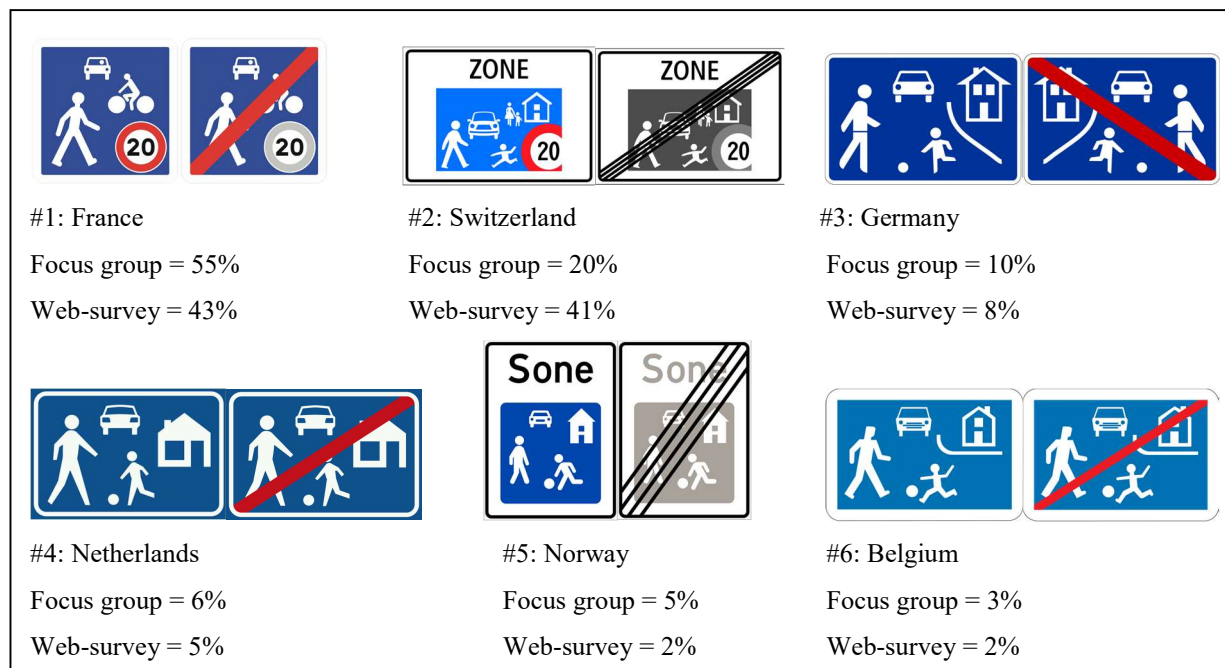 ZONE
ZONE
20
20
20
20
#1: France
#2: Switzerland
#3: Germany
Focus group = 55%
Focus group = 20%
Focus group = 10%
Web-survey = 43%
Web-survey = 41%
Web-survey = 8%
Sone
Sone
#4: Netherlands
#5: Norway
#6: Belgium
Focus group = 6%
Focus group = 5%
Focus group = 3%
Web-survey = 5%
Web-survey = 2%
Web-survey = 2%